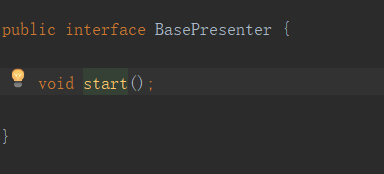 public interface BasePresenter {
void start();
}